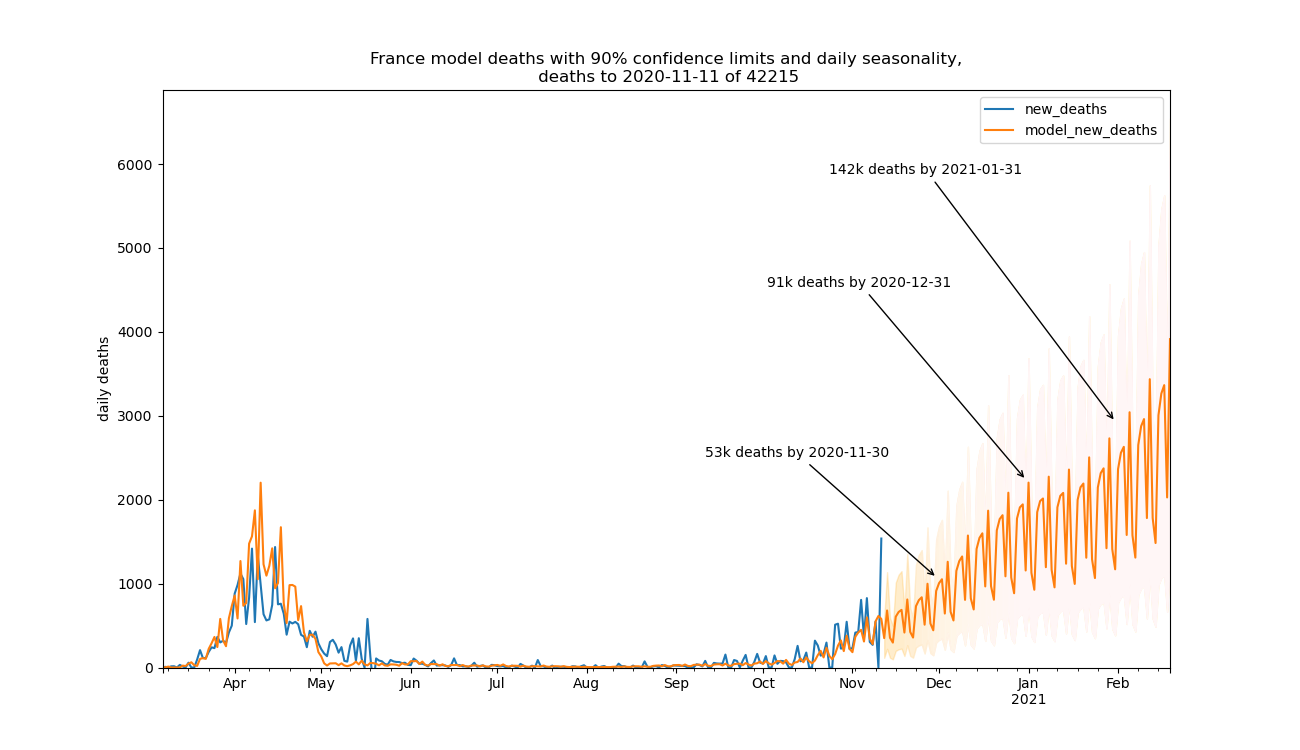 France model deaths with 90% confidence limits and daily seasonality,
deaths to 2020-11-11 of 42215
new_deaths
model_new_deaths
6000
5000
4000
3000
2000
1000
0
daily deaths
142k deaths by 2021-01-31
91k deaths by 2020-12-31
53k deaths by 2020-11-30
Apr May Jun Jul Aug Sep Oct Nov Dec Jan Feb
2021